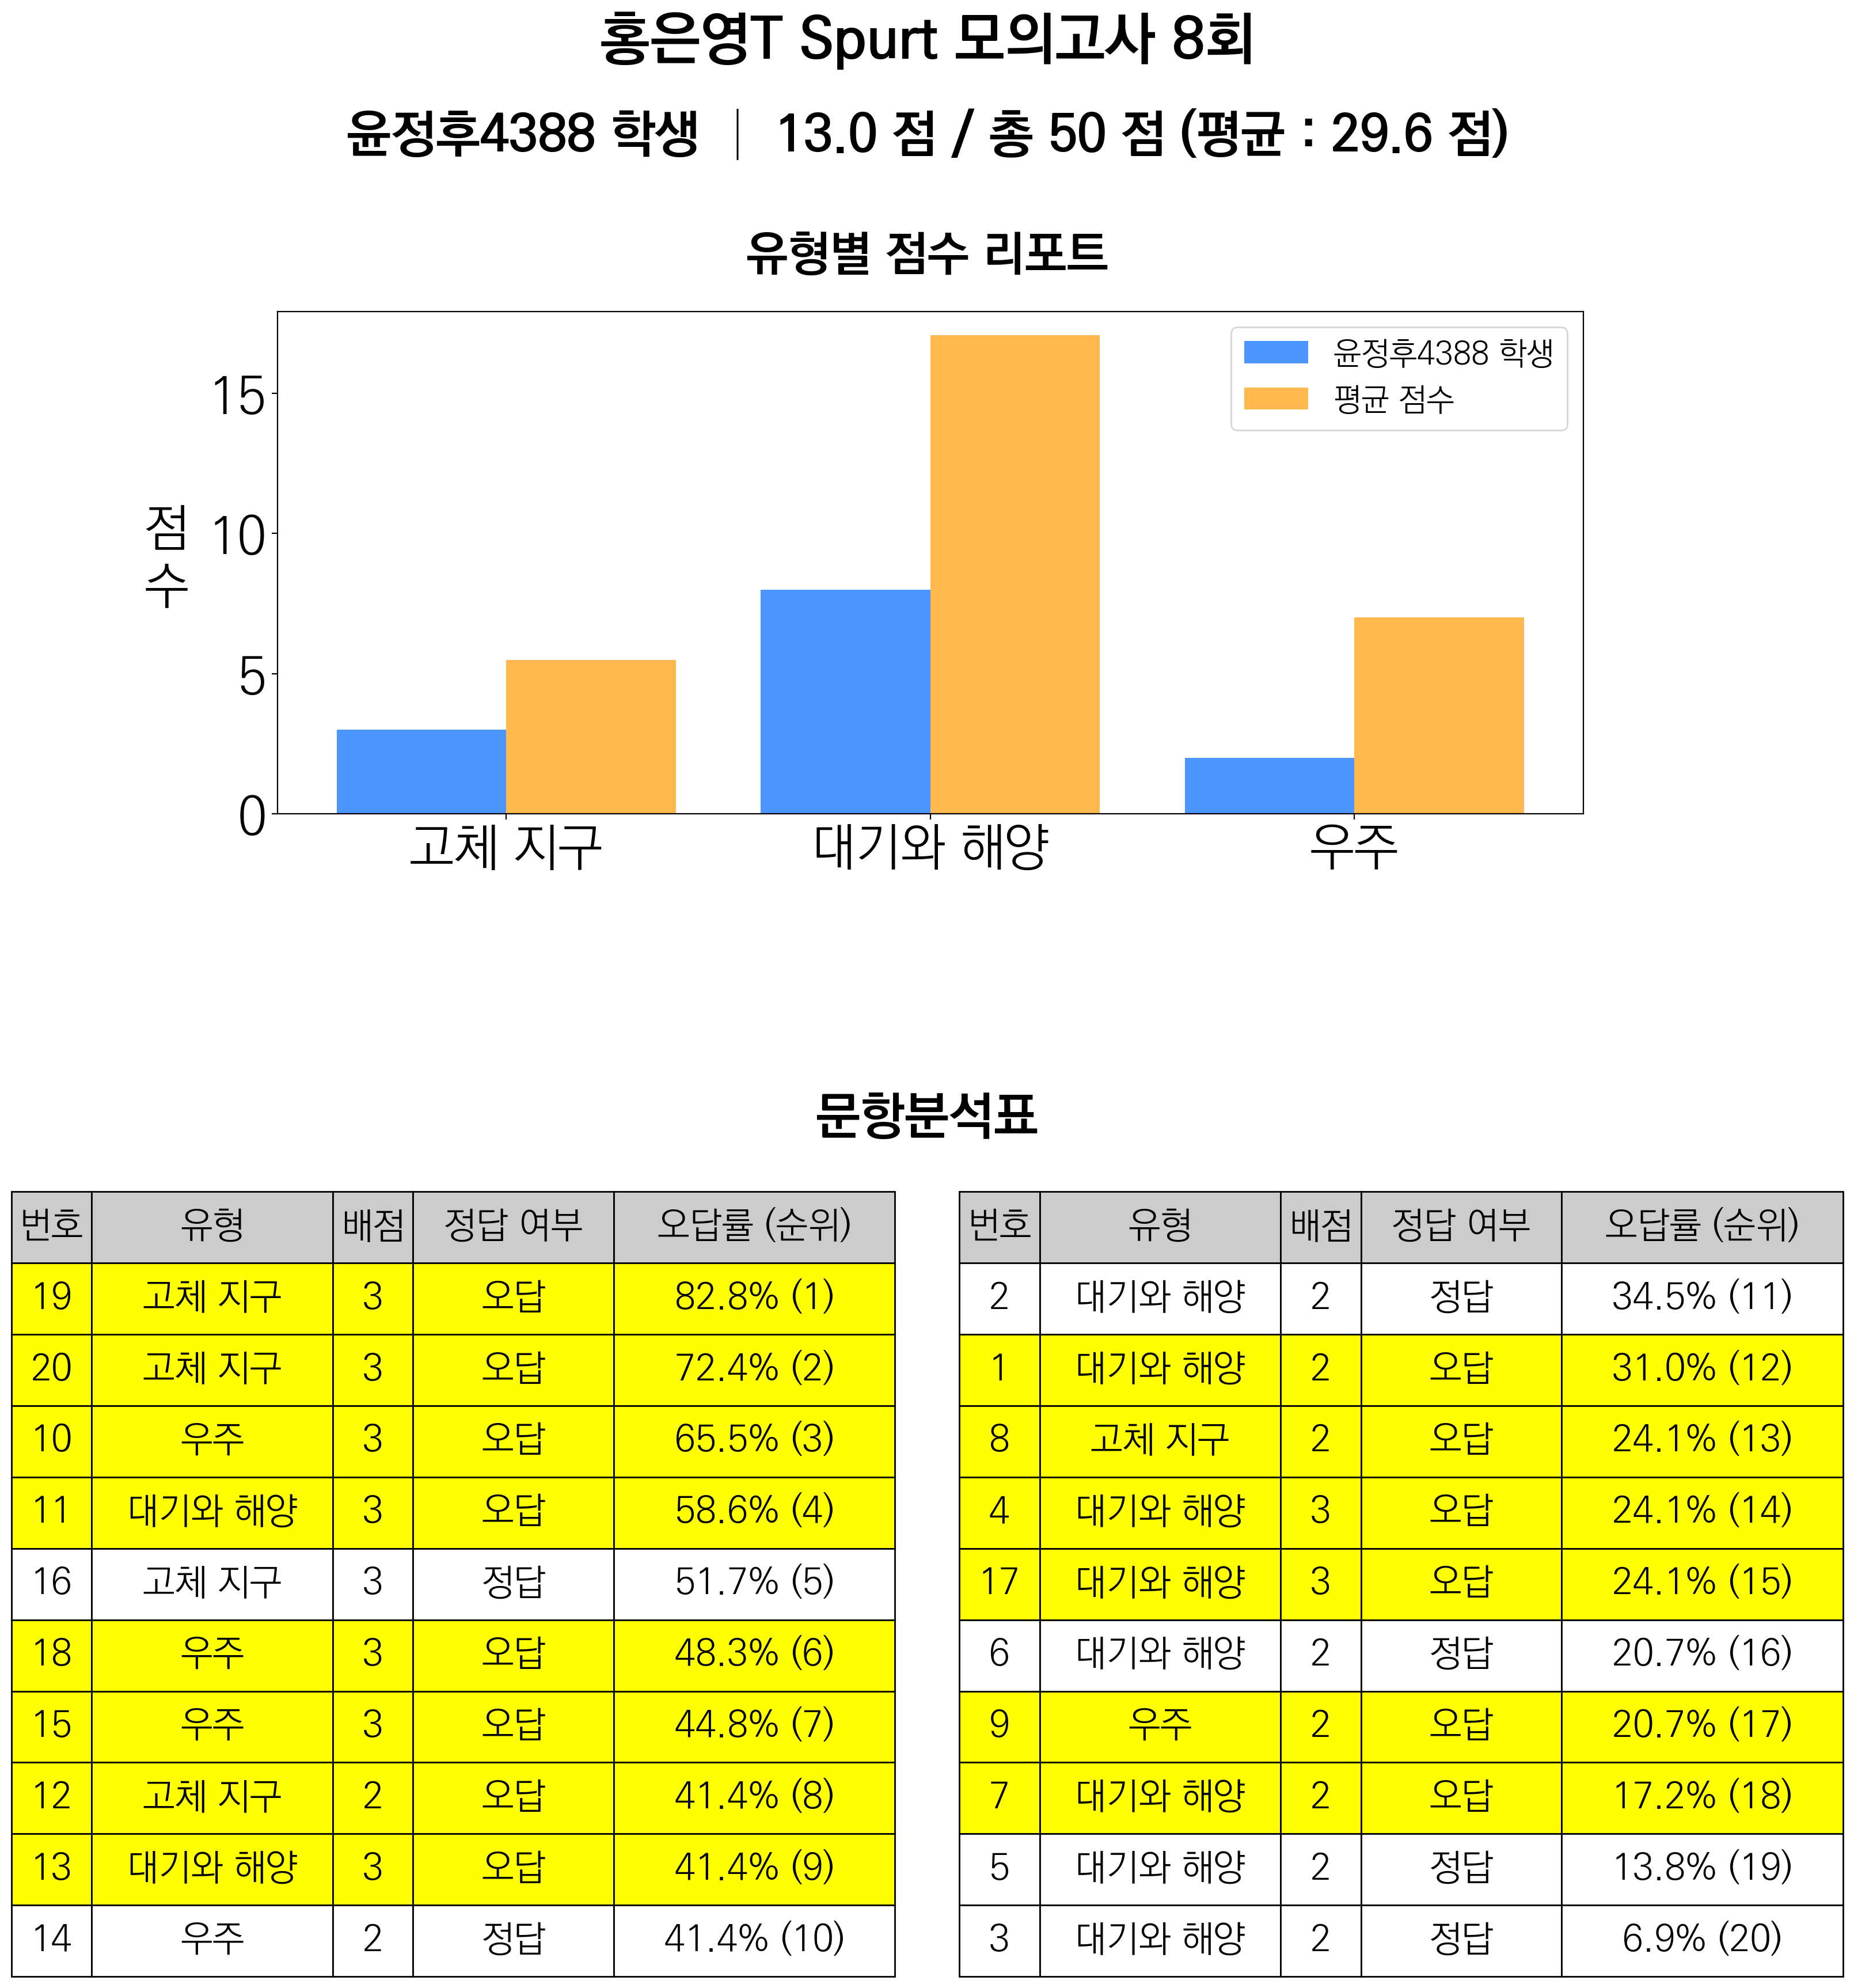 홍은영T Spurt 모의고사 8회
윤정후4388 학생 | 13.0 점 / 총 50 점 (평균 : 29.6 점)
유형별 점수 리포트
윤정후4388 학생
평균 점수
점수
15
10
5
0
고체 지구 대기와 해양 우주
문항분석표
번호 유형 배점 정답 여부 오답률 (순위)
19 고체 지구 3 오답 82.8% (1)
20 고체 지구 3 오답 72.4% (2)
10 우주 3 오답 65.5% (3)
11 대기와 해양 3 오답 58.6% (4)
16 고체 지구 3 정답 51.7% (5)
18 우주 3 오답 48.3% (6)
15 우주 3 오답 44.8% (7)
12 고체 지구 2 오답 41.4% (8)
13 대기와 해양 3 오답 41.4% (9)
14 우주 2 정답 41.4% (10)
번호 유형 배점 정답 여부 오답률 (순위)
2 대기와 해양 2 정답 34.5% (11)
1 대기와 해양 2 오답 31.0% (12)
8 고체 지구 2 오답 24.1% (13)
4 대기와 해양 3 오답 24.1% (14)
17 대기와 해양 3 오답 24.1% (15)
6 대기와 해양 2 정답 20.7% (16)
9 우주 2 오답 20.7% (17)
7 대기와 해양 2 오답 17.2% (18)
5 대기와 해양 2 정답 13.8% (19)
3 대기와 해양 2 정답 6.9% (20)